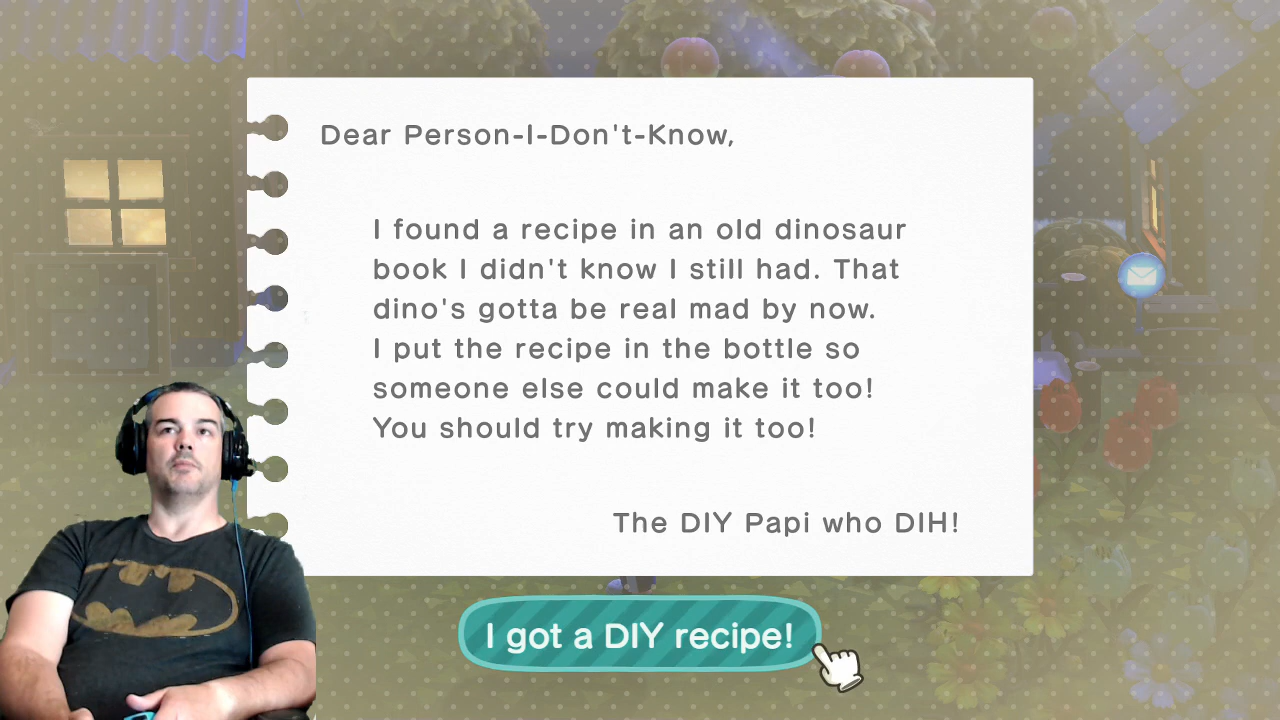 Dear Person-I-Don't-Know,
I found a recipe in an old dinosaur
book I didn't know I still had. That
dino's gotta be real mad by now.
I put the recipe in the bottle so
someone else could make it too!
You should try making it too!
The DIY Papi who DIH!
I got a DIY recipe!